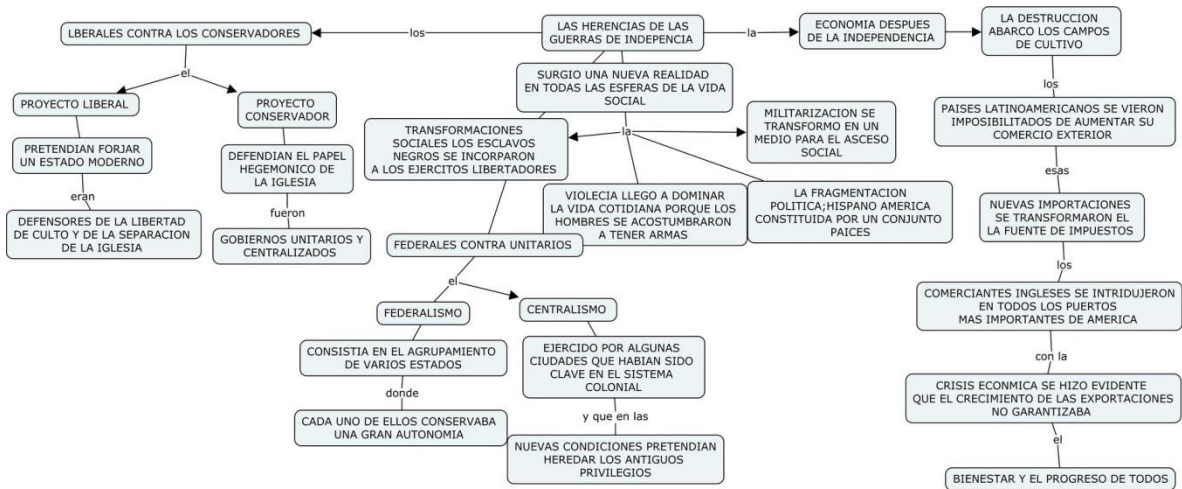 LAS HERENCIAS DE LAS
GUERRAS DE INDEPENCIA
los
LBERALES CONTRA LOS CONSERVADORES
el
PROYECTO LIBERAL
PRETENDIAN FORJAR
UN ESTADO MODERNO
eran
DEFENSORES DE LA LIBERTAD
DE CULTO Y DE LA SEPARACION
DE LA IGLESIA
PROYECTO
CONSERVADOR
DEFENDIAN EL PAPEL
HEGEMONICO DE
LA IGLESIA
fueron
GOBIERNOS UNITARIOS Y
CENTRALIZADOS
SURGIO UNA NUEVA REALIDAD
EN TODAS LAS ESFERAS DE LA VIDA
SOCIAL
la
TRANSFORMACIONES
SOCIALES LOS ESCLAVOS
NEGROS SE INCORPARON
A LOS EJERCITOS LIBERTADORES
MILITARIZACION SE
TRANSFORMO EN UN
MEDIO PARA EL ASCESO
SOCIAL
VIOLECIA LLEGO A DOMINAR
LA VIDA COTIDIANA PORQUE LOS
HOMBRES SE ACOSTUMBRARON
A TENER ARMAS
LA FRAGMENTACION
POLITICA;HISPANO AMERICA
CONSTITUIDA POR UN CONJUNTO
PAICES
FEDERALES CONTRA UNITARIOS
el
FEDERALISMO
CONSISTIA EN EL AGRUPAMIENTO
DE VARIOS ESTADOS
donde
CADA UNO DE ELLOS CONSERVABA
UNA GRAN AUTONOMIA
CENTRALISMO
EJERCIDO POR ALGUNAS
CIUDADES QUE HABIAN SIDO
CLAVE EN EL SISTEMA
COLONIAL
y que en las
NUEVAS CONDICIONES PRETENDIAN
HEREDAR LOS ANTIGUOS
PRIVILEGIOS
la
ECONOMIA DESPUES
DE LA INDEPENDENCIA
LA DESTRUCCION
ABARCO LOS CAMPOS
DE CULTIVO
los
PAISES LATINOAMERICANOS SE VIERON
IMPOSIBILITADOS DE AUMENTAR SU
COMERCIO EXTERIOR
esas
NUEVAS IMPORTACIONES
SE TRANSFORMARON EL
LA FUENTE DE IMPUESTOS
los
COMERCIANTES INGLESES SE INTRIDUJERON
EN TODOS LOS PUERTOS
MAS IMPORTANTES DE AMERICA
con la
CRISIS ECONMICA SE HIZO EVIDENTE
QUE EL CRECIMIENTO DE LAS EXPORTACIONES
NO GARANTIZABA
el
BIENESTAR Y EL PROGRESO DE TODOS